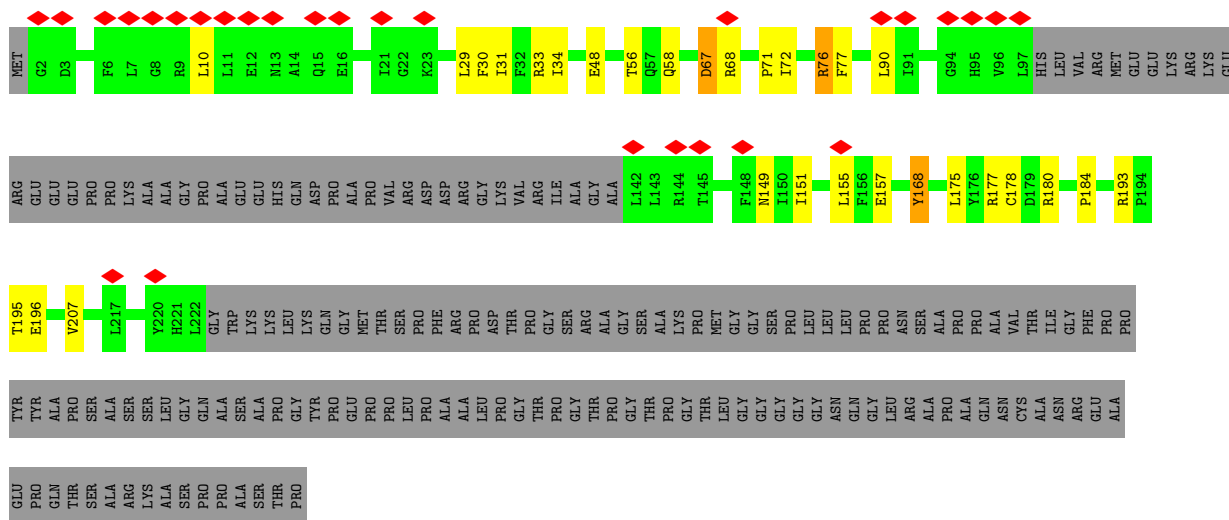 MET G2 D3 F6 L7 G8 R9 L10 L11 E12 N13 A14 Q15 E16 I21 G22 K23 L29 F30 I31 F32 R33 I34 E48 T56 Q57 Q58 D67 R68 P71 I72 R76 F77 L90 I91 G94 H95 V96 L97 HIS LEU VAL ARG MET GLU GLU LYS ARG LYS GLU
ARG GLU GLU GLU PRO PRO LYS ALA ALA GLY PRO ALA GLU GLU HIS GLN ASP PRO ALA PRO VAL ARG ASP ASP ARG GLY LYS VAL ARG ILE ALA GLY ALA L142 L143 R144 T145 F148 N149 I150 I151 L155 F156 E157 Y168 L175 Y176 R177 C178 D179 R180 P184 R193 P194
T195 E196 V207 L217 Y220 H221 L222 GLY TRP LYS LYS LEU LYS GLN GLY MET THR SER PRO PHE ARG PRO ASP THR PRO GLY SER ARG ALA GLY SER ALA LYS PRO MET GLY GLY SER PRO LEU LEU LEU PRO PRO ASN SER ALA PRO PRO ALA VAL THR ILE GLY PHE PRO PRO
TYR TYR ALA PRO SER ALA SER SER LEU GLY GLN ALA SER ALA PRO GLY TYR PRO GLU PRO PRO LEU PRO ALA ALA LEU PRO GLY THR PRO GLY THR PRO GLY THR PRO GLY THR LEU GLY GLY GLY GLY GLY ASN GLN GLY LEU ARG ALA PRO ALA GLN ASN CYS ALA ASN ARG GLU ALA
GLU PRO GLN THR SER ALA ARG LYS ALA SER PRO PRO ALA SER THR PRO